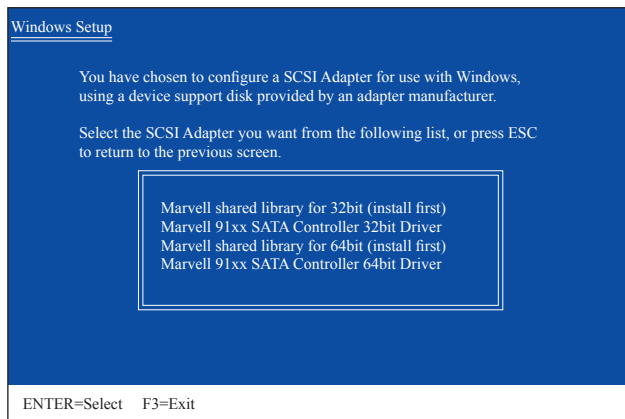 Windows Setup
You have chosen to configure a SCSI Adapter for use with Windows,
using a device support disk provided by an adapter manufacturer.
Select the SCSI Adapter you want from the following list, or press ESC
to return to the previous screen.
Marvell shared library for 32bit (install first)
Marvell 91xx SATA Controller 32bit Driver
Marvell shared library for 64bit (install first)
Marvell 91xx SATA Controller 64bit Driver
ENTER=Select F3=Exit